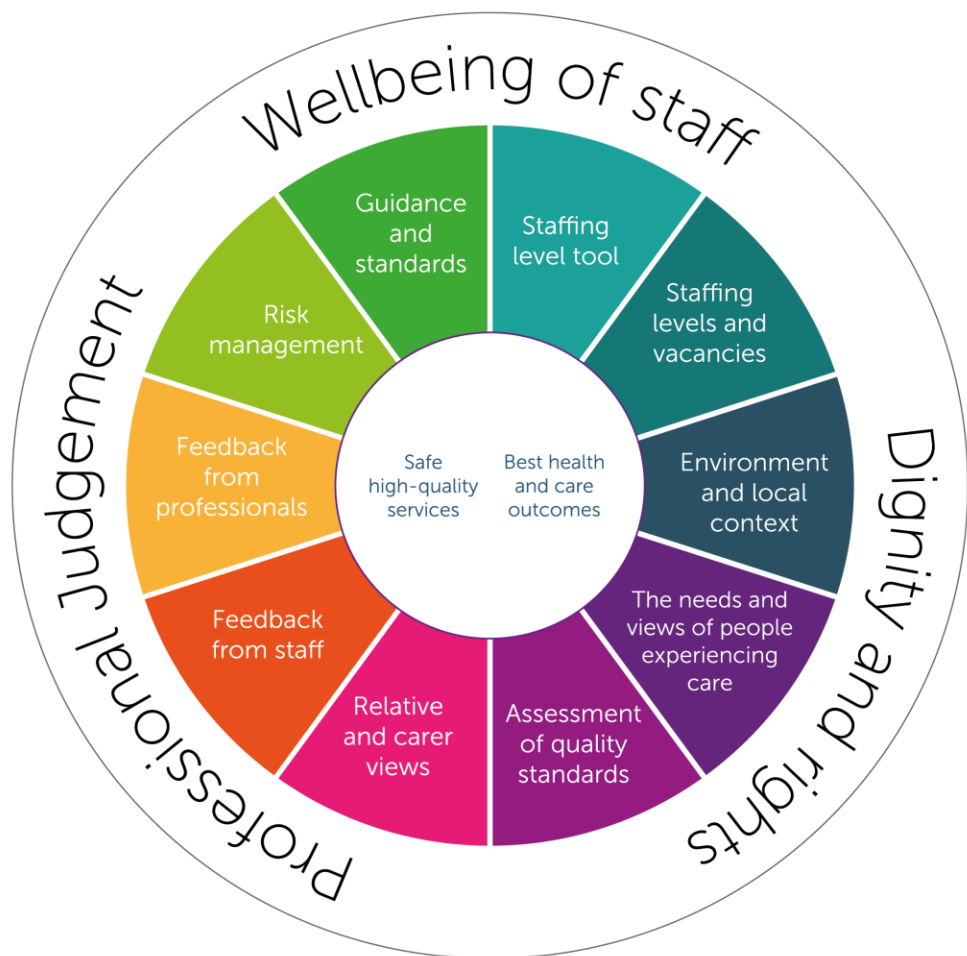 Wellbeing of staff
Dignity and rights
Professional Judgement
Guidance
and
standards
Staffing
level tool
Staffing
levels and
vacancies
Environment
and local
context
The needs and
views of people
experiencing
care
Assessment
of quality
standards
Relative
and carer
views
Feedback
from staff
Feedback
from
professionals
Risk
management
Safe
high-quality
services
Best health
and care
outcomes